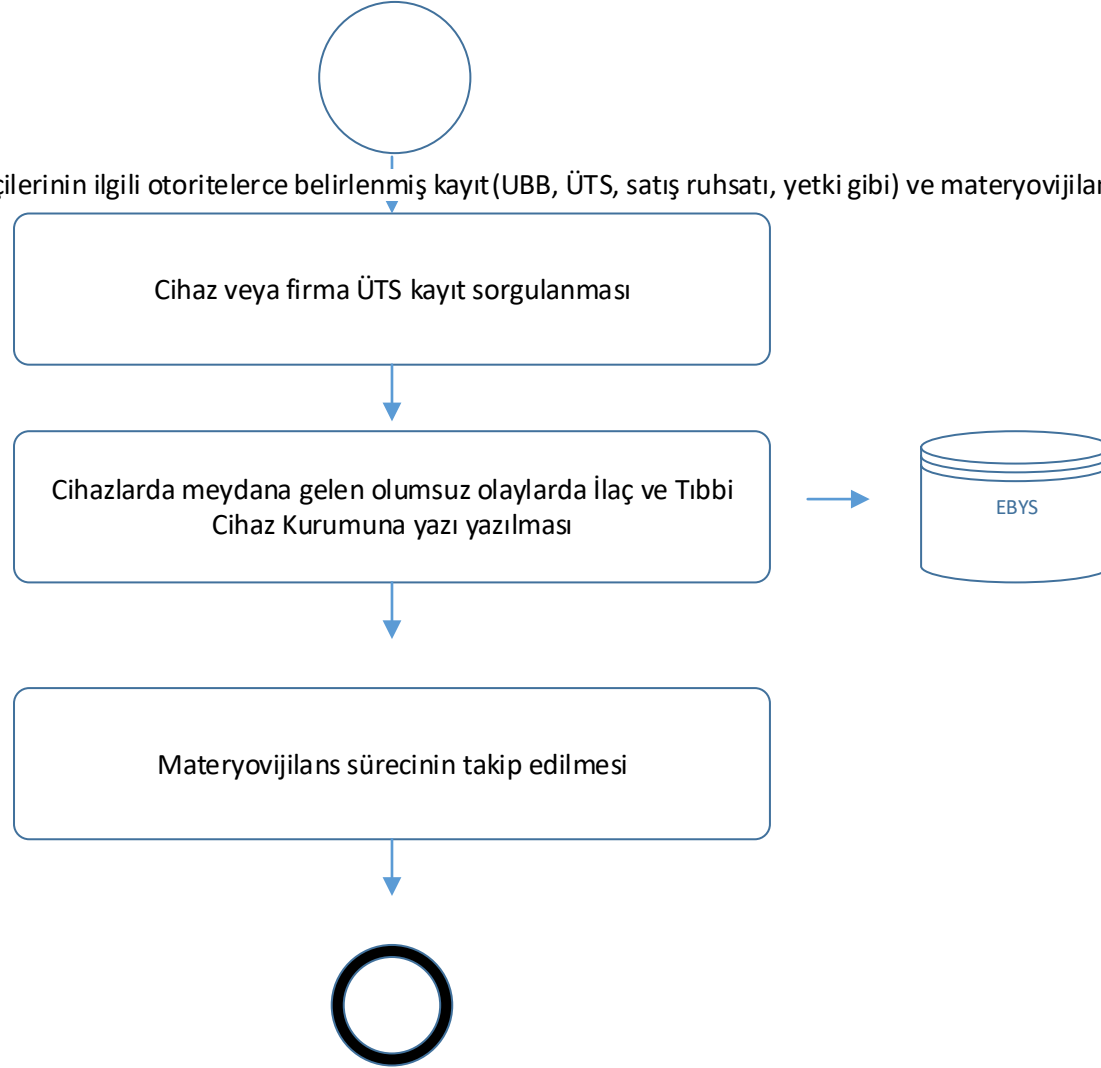 çilerinin ilgili otoritelerce belirlenmiş kayıt(UBB, ÜTS, satış ruhsatı, yetki gibi) ve materyovijilan
Cihaz veya firma ÜTS kayıt sorgulanması
Cihazlarda meydana gelen olumsuz olaylarda İlaç ve Tıbbi
Cihaz Kurumuna yazı yazılması
EBYS
Materyovijilans sürecinin takip edilmesi